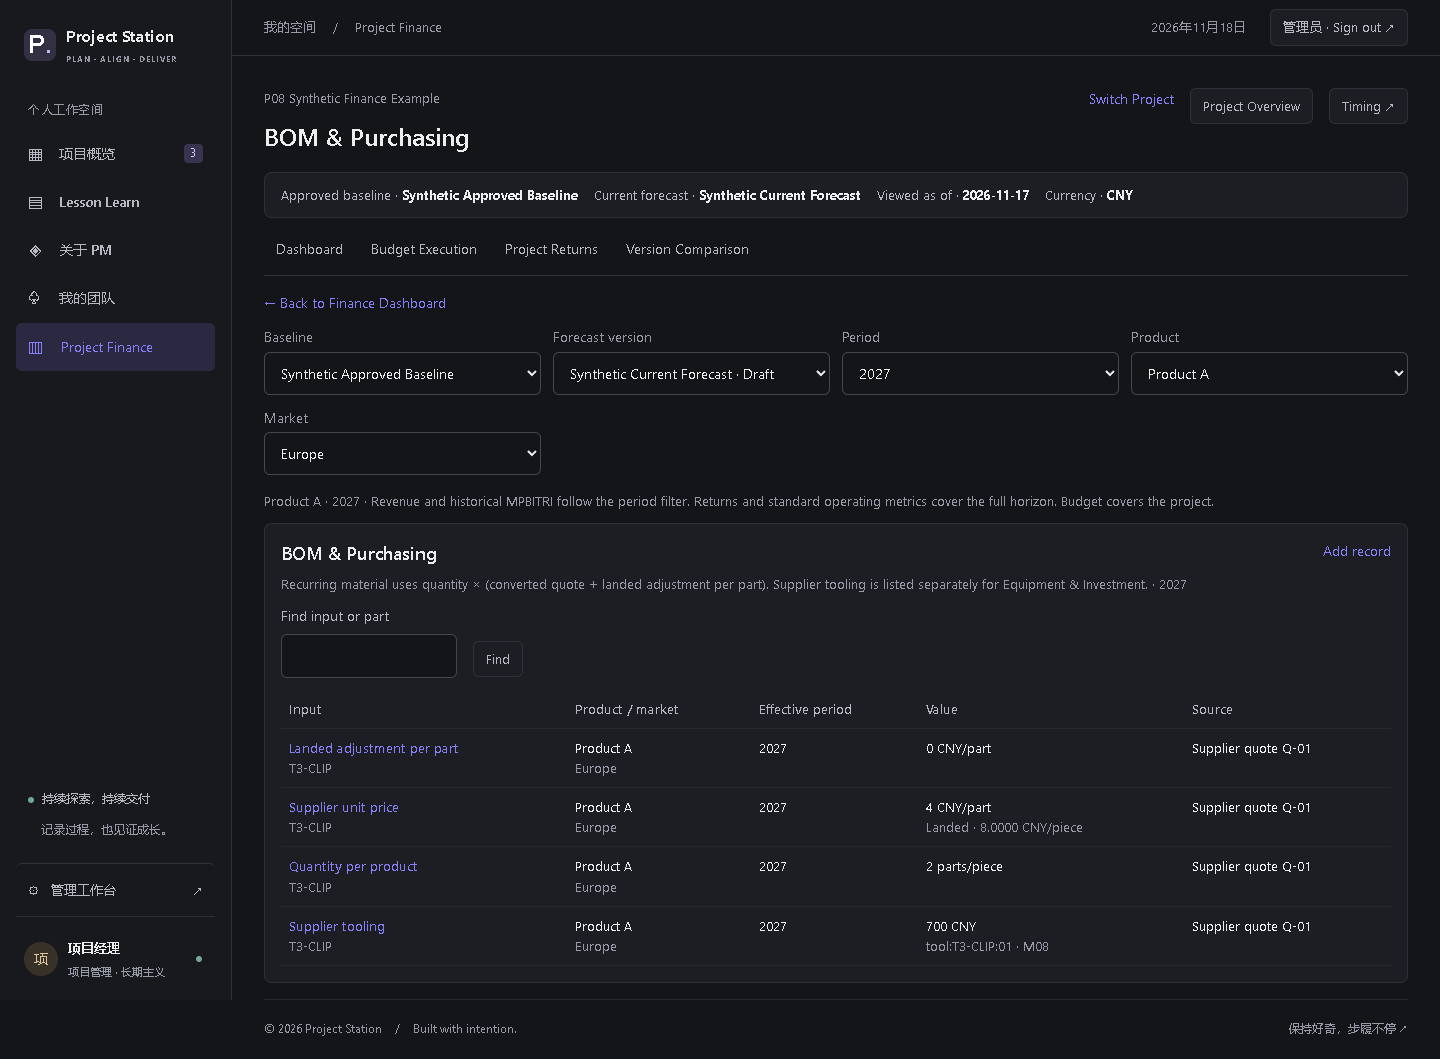 P. Project Station
PLAN · ALIGN · DELIVER
个人工作空间
项目概览 3
Lesson Learn
关于 PM
我的团队
Project Finance
持续探索，持续交付
记录过程，也见证成长。
管理工作台 ↗
项 项目经理
项目管理 · 长期主义
我的空间 / Project Finance
2026年11月18日
管理员 · Sign out ↗
P08 Synthetic Finance Example
BOM & Purchasing
Switch Project
Project Overview
Timing ↗
Approved baseline · Synthetic Approved Baseline Current forecast · Synthetic Current Forecast Viewed as of · 2026-11-17 Currency · CNY
Dashboard Budget Execution Project Returns Version Comparison
← Back to Finance Dashboard
Baseline Forecast version Period Product
Synthetic Approved Baseline Synthetic Current Forecast · Draft 2027 Product A
Market
Europe
Product A · 2027 · Revenue and historical MPBITRI follow the period filter. Returns and standard operating metrics cover the full horizon. Budget covers the project.
BOM & Purchasing Add record
Recurring material uses quantity × (converted quote + landed adjustment per part). Supplier tooling is listed separately for Equipment & Investment. · 2027
Find input or part
Find
Input Product / market Effective period Value Source
Landed adjustment per part Product A 2027 0 CNY/part Supplier quote Q-01
T3-CLIP Europe
Supplier unit price Product A 2027 4 CNY/part Supplier quote Q-01
T3-CLIP Europe Landed · 8.0000 CNY/piece
Quantity per product Product A 2027 2 parts/piece Supplier quote Q-01
T3-CLIP Europe
Supplier tooling Product A 2027 700 CNY Supplier quote Q-01
T3-CLIP Europe tool:T3-CLIP:01 · M08
© 2026 Project Station / Built with intention.
保持好奇，步履不停 ↗